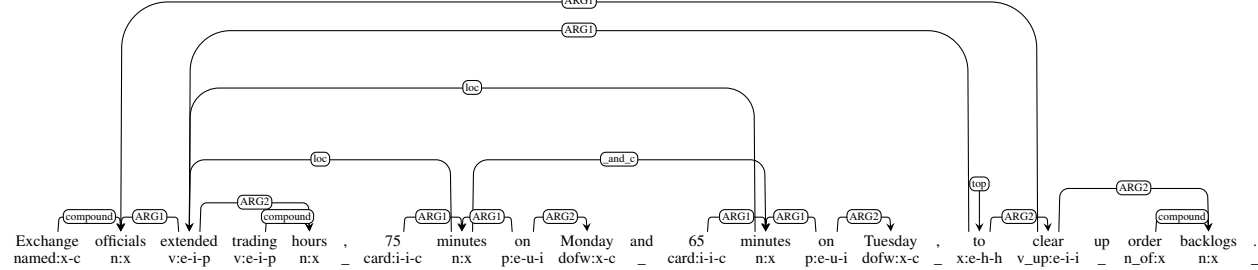 ARG1
ARG1
loc
loc _and_c
top
ARG2 ARG2
compound ARG1 compound ARG1 ARG1 ARG2 ARG1 ARG1 ARG2 ARG2 compound
Exchange officials extended trading hours , 75 minutes on Monday and 65 minutes on Tuesday , to clear up order backlogs .
named:x-c n:x v:e-i-p v:e-i-p n:x _ card:i-i-c n:x p:e-u-i dofw:x-c _ card:i-i-c n:x p:e-u-i dofw:x-c _ x:e-h-h v_up:e-i-i _ n_of:x n:x _